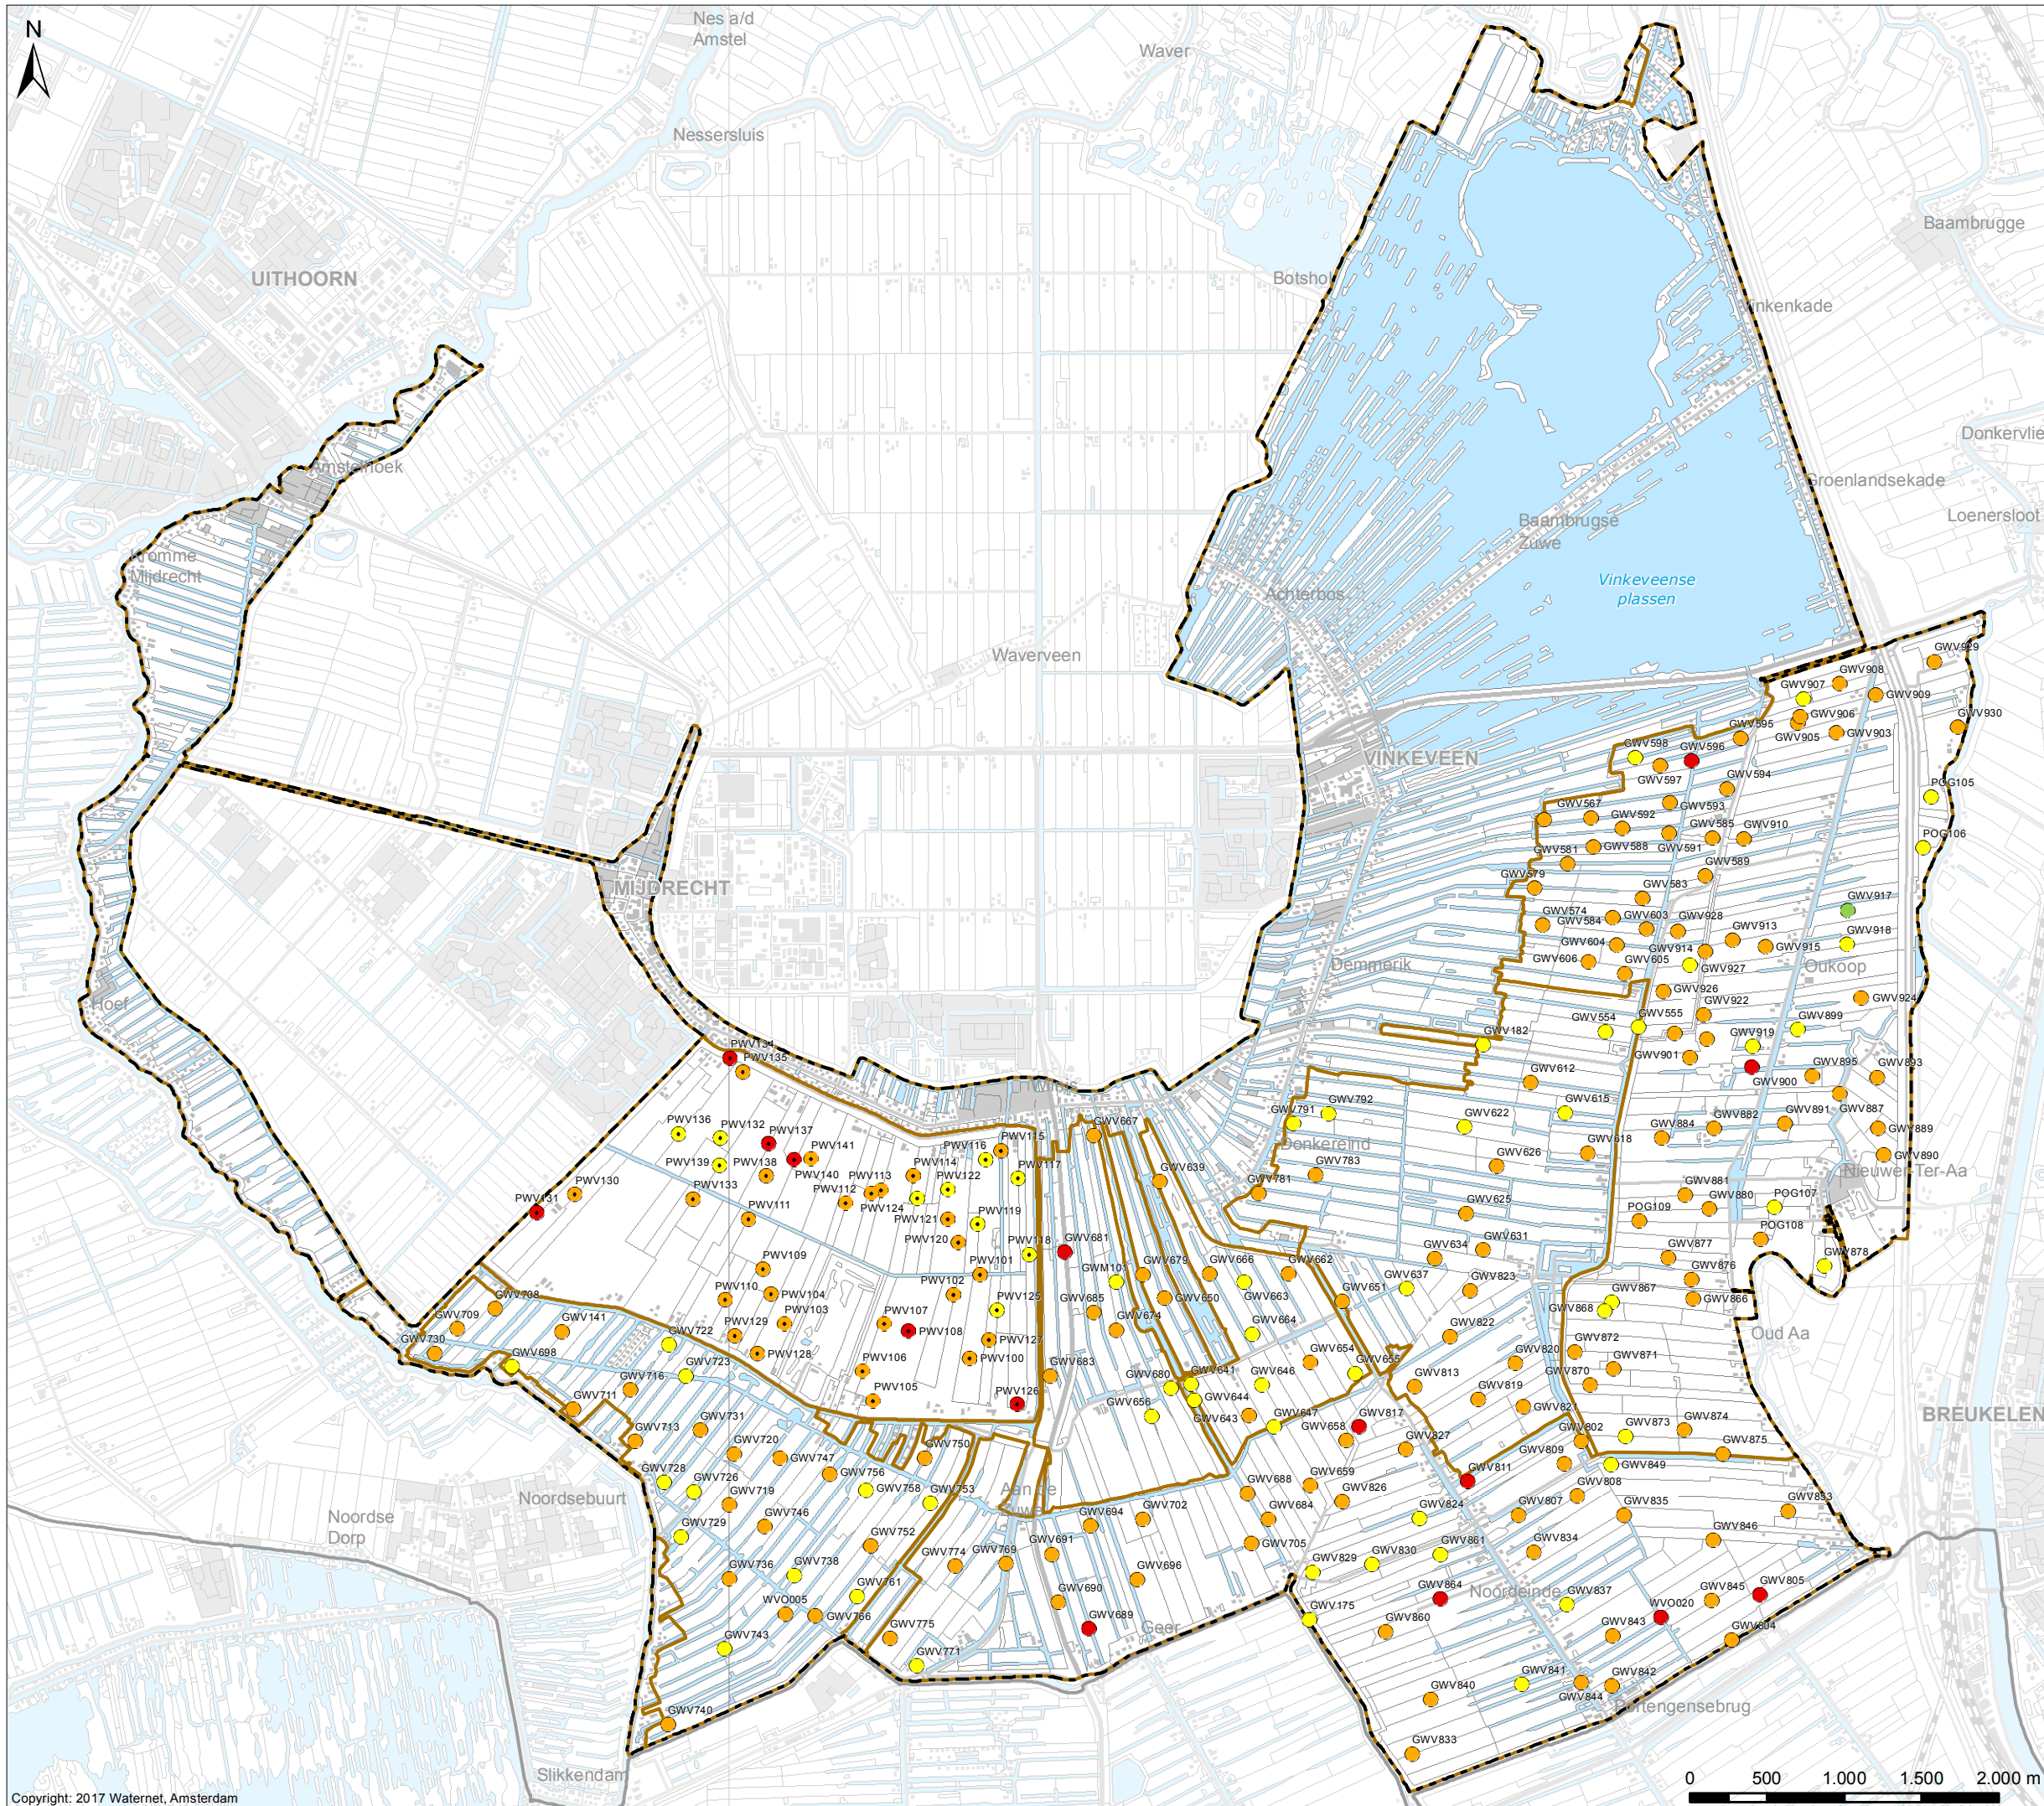 N
Nes a/d
Amstel
Waver
Nessersluis
Baambrugge
UITHOORN
Botshol
Vinkenkade
Donkervlie
Amstelhoek
Groenlandsekade
Loenersloot
Baambrugse
Zuwe
Kromme
Mijdrecht
Vinkeveense
plassen
Achterbos
Waverveen
GWV929
GWV908
GWV907
GWV909
GWV906
GWV595
GWV930
GWV905
GWV903
GWV598
GWV596
VINKEVEEN
GWV597
GWV594
POG105
GWV593
GWV567
GWV592
GWV585
GWV910
POG106
GWV588
GWV591
GWV581
GWV589
MIJDRECHT
GWV579
GWV583
GWV917
GWV574
GWV584
GWV603
GWV928
GWV913
GWV918
GWV604
GWV914
GWV915
Demmerik
GWV606
GWV605
GWV927
Oukoop
GWV926
GWV924
Hoef
GWV922
GWV182
GWV554
GWV555
GWV899
GWV919
PWV134
PWV135
GWV901
GWV895
GWV893
GWV612
GWV900
GWV792
GWV615
GWV791
GWV622
GWV882
GWV891
GWV887
GWV884
GWV889
PWV136
PWV132
PWV137
GWV667
Donkereind
PWV141
PWV116
PWV115
GWV618
GWV890
PWV139
PWV138
PWV140
PWV113
PWV114
PWV122
PWV117
GWV639
GWV783
GWV626
Nieuwer-Ter-Aa
PWV130
PWV133
PWV112
GWV781
GWV881
PWV131
PWV111
PWV124
PWV121
PWV119
GWV625
GWV880
POG107
POG109
PWV120
PWV118
GWV681
GWV631
POG108
GWV634
GWV877
GWV878
PWV109
PWV101
GWM101
GWV679
GWV666
GWV662
GWV876
PWV110
PWV104
PWV102
GWV637
GWV823
GWV651
GWV867
GWV866
GWV708
PWV125
GWV685
GWV650
GWV663
GWV868
GWV709
GWV141
PWV103
PWV107
PWV108
GWV674
GWV664
GWV822
Oud Aa
GWV730
GWV722
PWV129
PWV127
GWV654
GWV872
GWV698
PWV128
PWV100
GWV655
GWV820
GWV871
GWV723
PWV106
GWV683
GWV680
GWV641
GWV646
GWV813
GWV870
GWV716
PWV105
PWV126
GWV644
GWV819
GWV711
GWV656
GWV643
GWV647
GWV821
BREUKELEN
GWV731
GWV658
GWV817
GWV873
GWV874
GWV713
GWV720
GWV747
GWV750
GWV827
GWV802
GWV875
GWV809
GWV728
GWV756
GWV811
GWV849
GWV726
GWV758
GWV753
Aan de
Zuwe
GWV688
GWV659
GWV808
Noordsebuurt
GWV719
GWV826
GWV807
GWV835
GWV853
Noordse
Dorp
GWV746
GWV694
GWV702
GWV684
GWV824
GWV729
GWV752
GWV691
GWV705
GWV834
GWV846
GWV736
GWV738
GWV774
GWV769
GWV696
GWV829
GWV830
GWV861
GWV761
GWV690
GWV864
Noordeinde
GWV837
GWV845
GWV805
WVO005
GWV766
GWV175
WVO020
GWV775
GWV689
Geer
GWV860
GWV843
GWV804
GWV743
GWV771
GWV841
GWV842
GWV844
GWV740
GWV840
Portengensebrug
GWV833
Slikkendam
0 500 1.000 1.500 2.000 m
Copyright: 2017 Waternet, Amsterdam